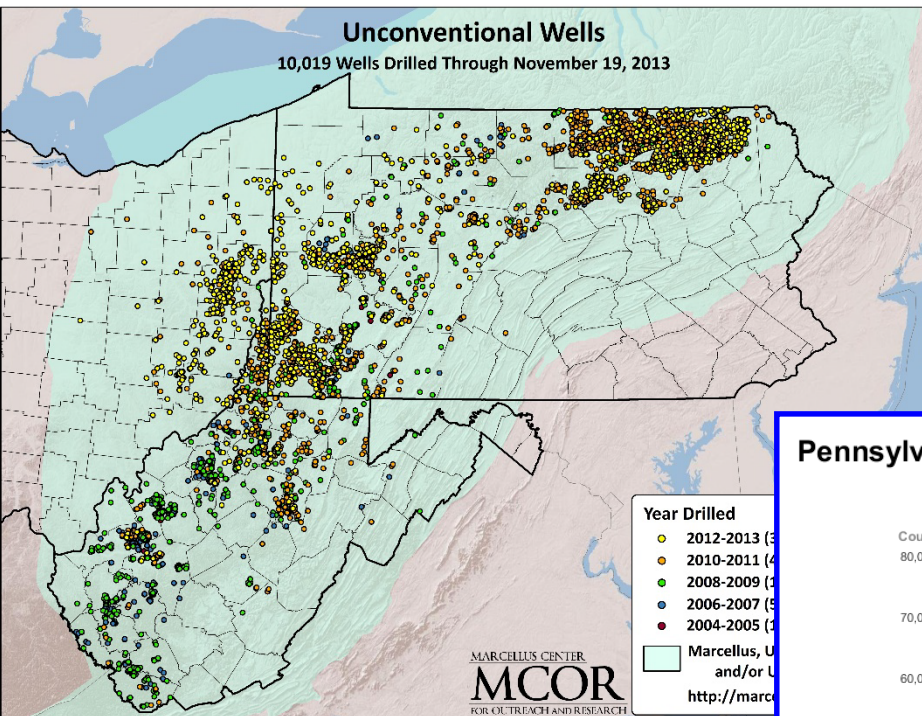 Unconventional Wells
10,019 Wells Drilled Through November 19, 2013
Year Drilled
2012-2013 (3
2010-2011 (4
2008-2009 (1
2006-2007 (5
2004-2005 (1
Marcellus, U
and/or U
http://marce
MARCELLUS CENTER
MCOR
FOR OUTREACH AND RESEARCH
Pennsylv
Cou
80,0
70,0
60,0